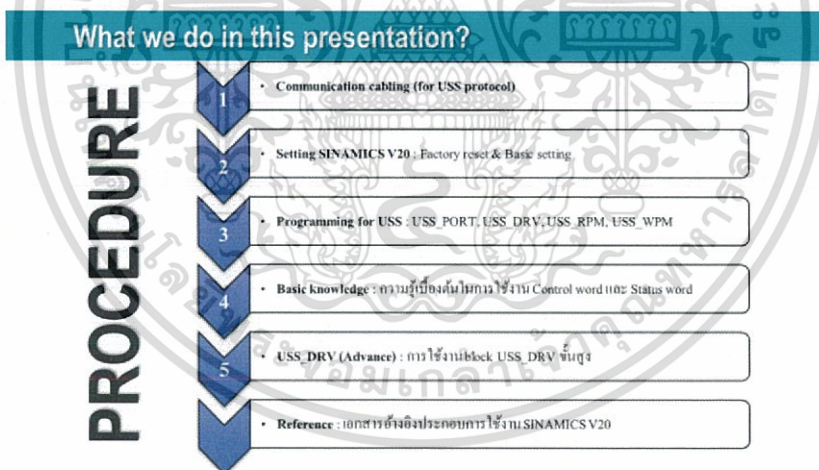 What we do in this presentation?
PROCEDURE
1
• Communication cabling (for USS protocol)
2
• Setting SINAMICS V20 : Factory reset & Basic setting
3
• Programming for USS : USS_PORT, USS_DRV, USS_RPM, USS_WPM
4
• Basic knowledge : ความรู้เบื้องต้นในการใช้งาน Control word และ Status word
5
• USS_DRV (Advance) : การใช้งานblock USS_DRV ขั้นสูง
• Reference : เอกสารอ้างอิงประกอบการใช้งาน SINAMICS V20